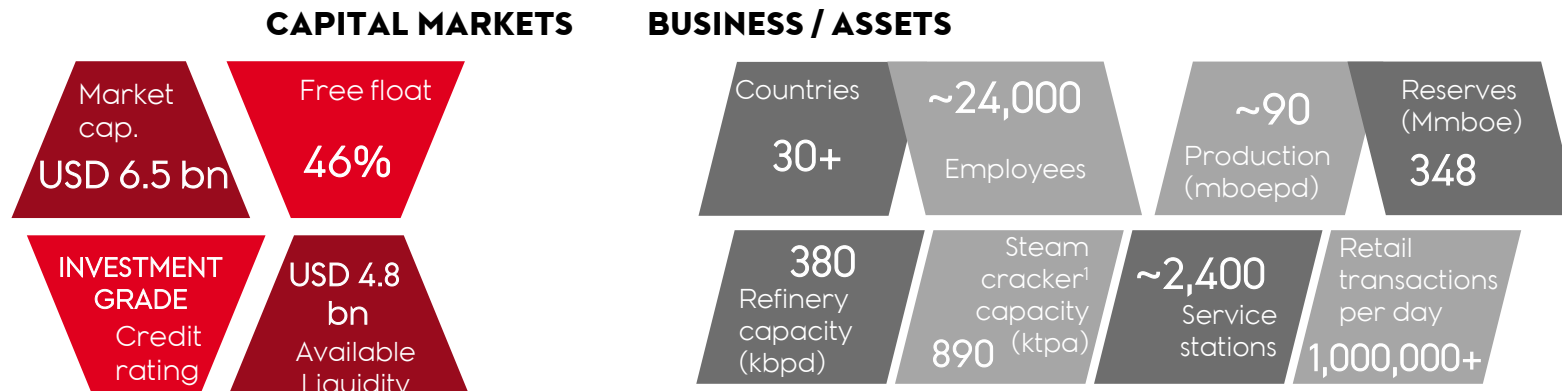 CAPITAL MARKETS
Market
cap.
USD 6.5 bn
Free float
46%
INVESTMENT
GRADE
Credit
rating
USD 4.8
bn
Available
Liquidity
BUSINESS / ASSETS
Countries
30+
~24,000
Employees
~90
Production
(mboepd)
Reserves
(Mmboe)
348
380
Refinery
capacity
(kbpd)
Steam
cracker¹
capacity
(ktpa)
890
~2,400
Service
stations
Retail
transactions
per day
1,000,000+